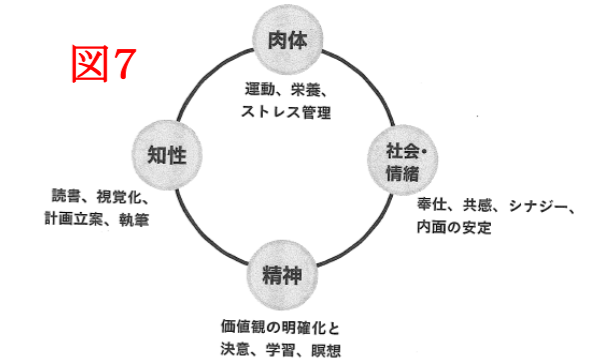 図7
肉体
運動、栄養、
ストレス管理
知性
読書、視覚化、
計画立案、執筆
社会・
情緒
奉仕、共感、シナジー、
内面の安定
精神
価値観の明確化と
決意、学習、瞑想